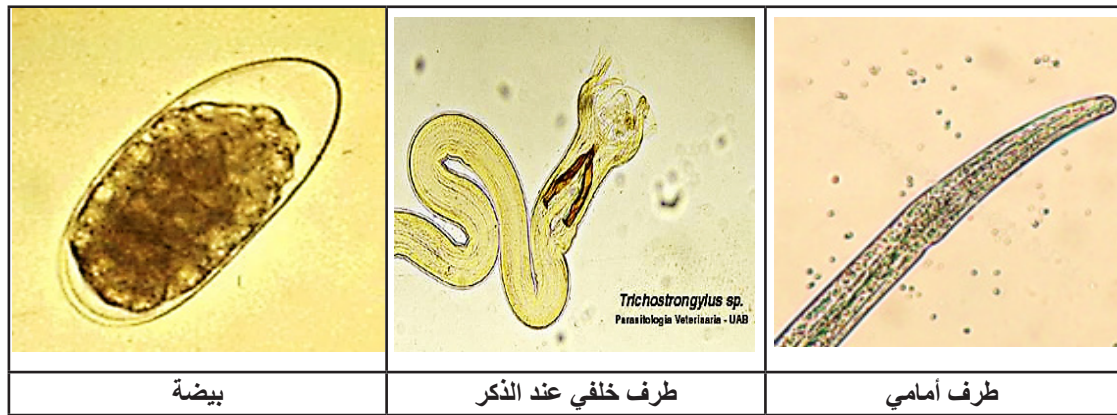 Trichostrongylus sp.
Parasitologia Veterinaria - UAB
طرف أمامي
طرف خلفي عند الذكر
بيضة